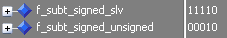 f_subt_signed_slv 11110
f_subt_signed_unsigned 00010